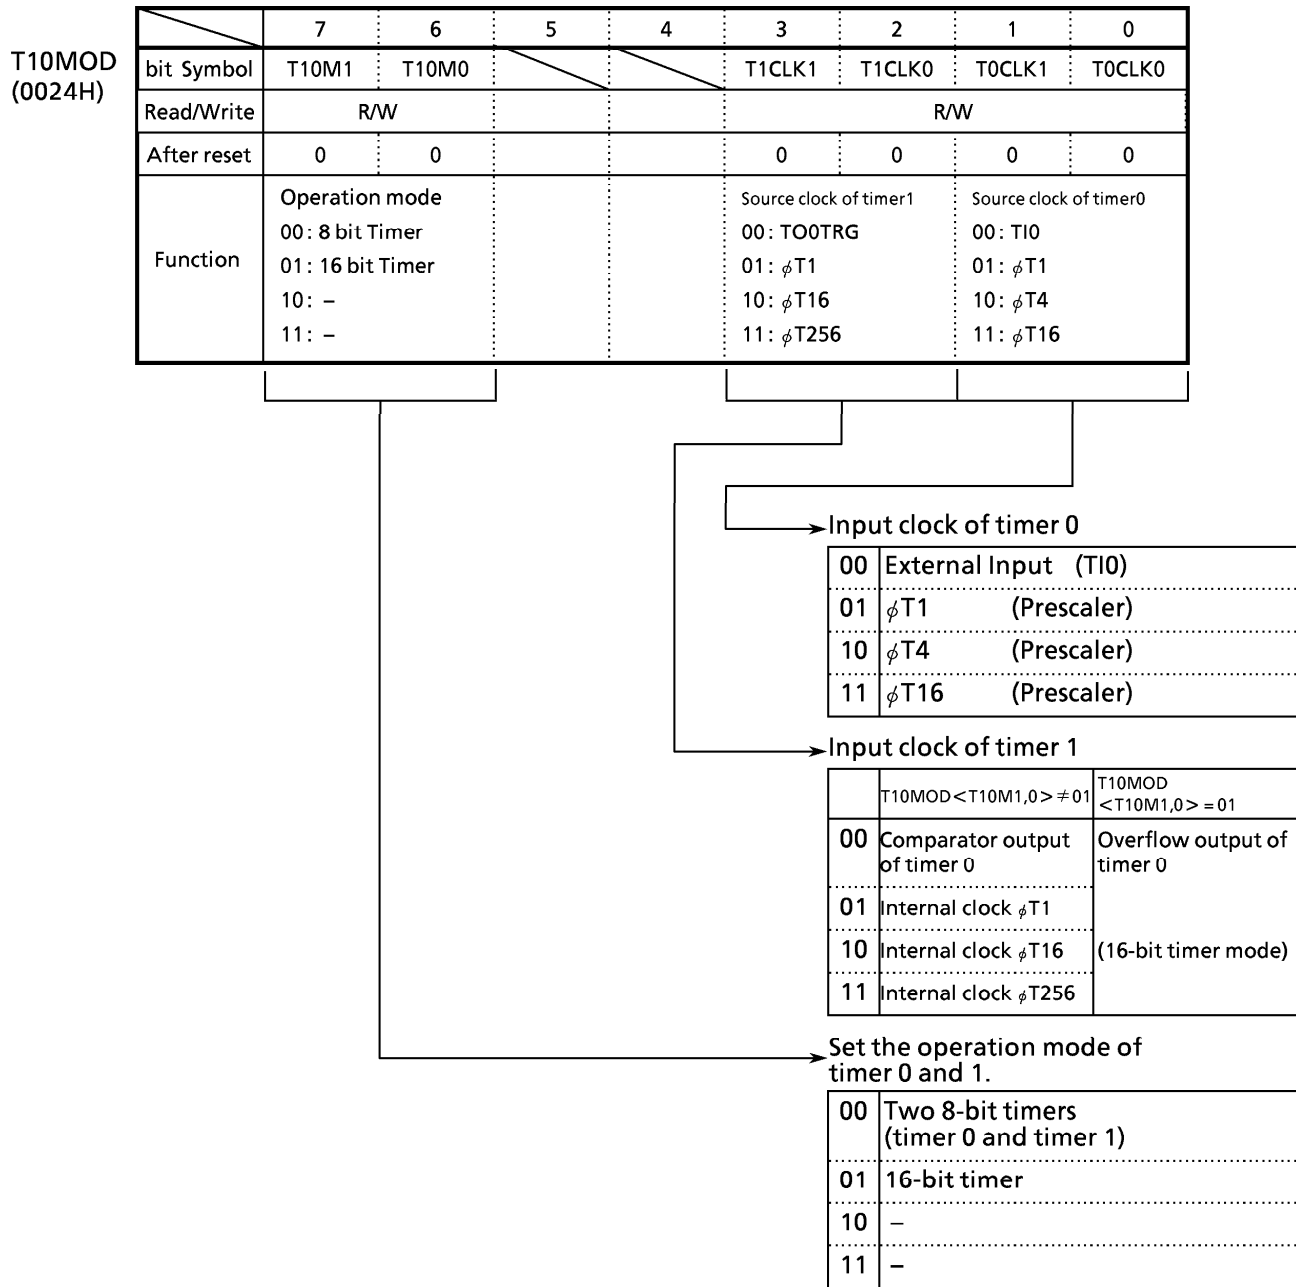 7 6 5 4 3 2 1 0
T10MOD
(0024H)
bit Symbol T10M1 T10M0 T1CLK1 T1CLK0 T0CLK1 T0CLK0
Read/Write R/W R/W
After reset 0 0 0 0 0 0
Function
Operation mode
00: 8 bit Timer
01: 16 bit Timer
10: –
11: –
Source clock of timer1
00: TO0TRG
01: ϕT1
10: ϕT16
11: ϕT256
Source clock of timer0
00: TI0
01: ϕT1
10: ϕT4
11: ϕT16
Input clock of timer 0
00 External Input (TI0)
01 ϕT1 (Prescaler)
10 ϕT4 (Prescaler)
11 ϕT16 (Prescaler)
Input clock of timer 1
T10MOD<T10M1,0>≠01
T10MOD
<T10M1,0> = 01
00 Comparator output
of timer 0
Overflow output of
timer 0
01 Internal clock ϕT1
10 Internal clock ϕT16 (16-bit timer mode)
11 Internal clock ϕT256
Set the operation mode of
timer 0 and 1.
00 Two 8-bit timers
(timer 0 and timer 1)
01 16-bit timer
10 –
11 –